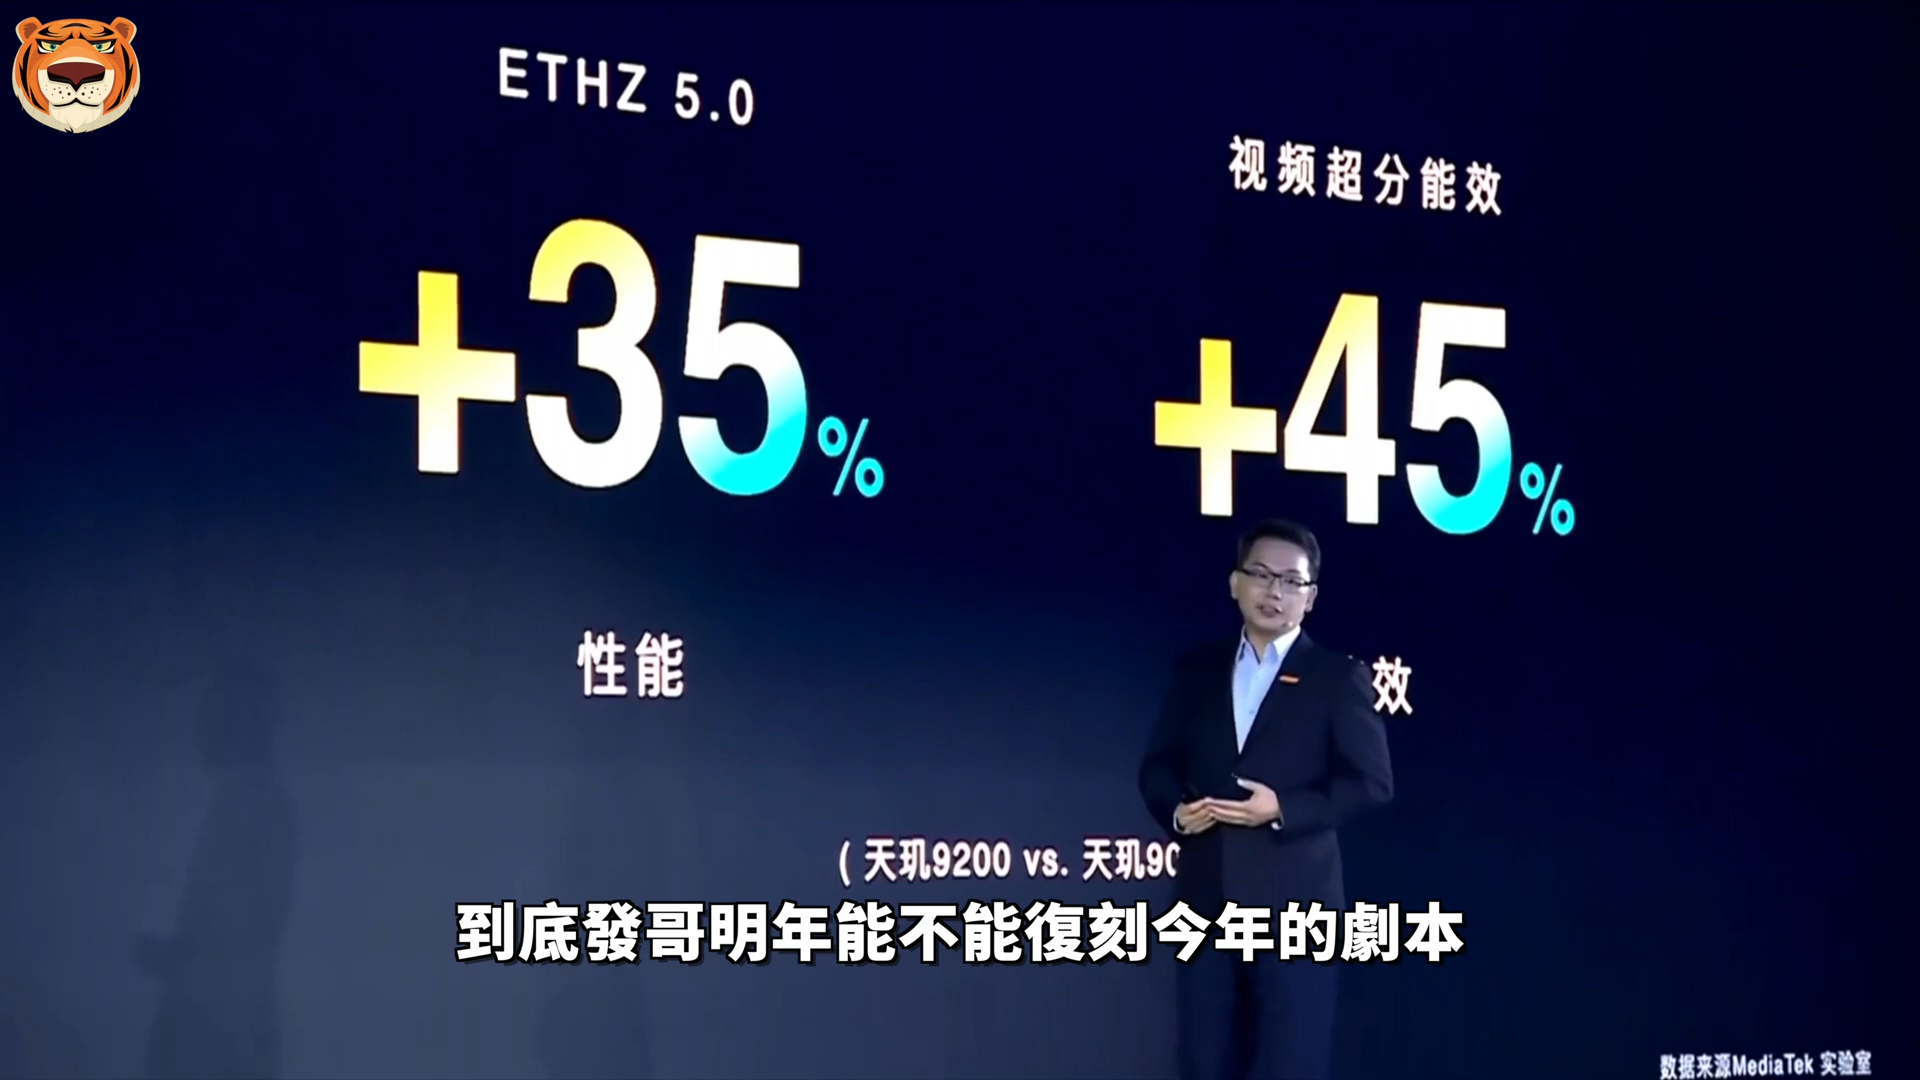 ETHZ 5.0
+35%
性能
视频超分能效
+45%
效
( 天玑9200 vs. 天玑90
到底發哥明年能不能復刻今年的劇本
数据来源MediaTek 实验室